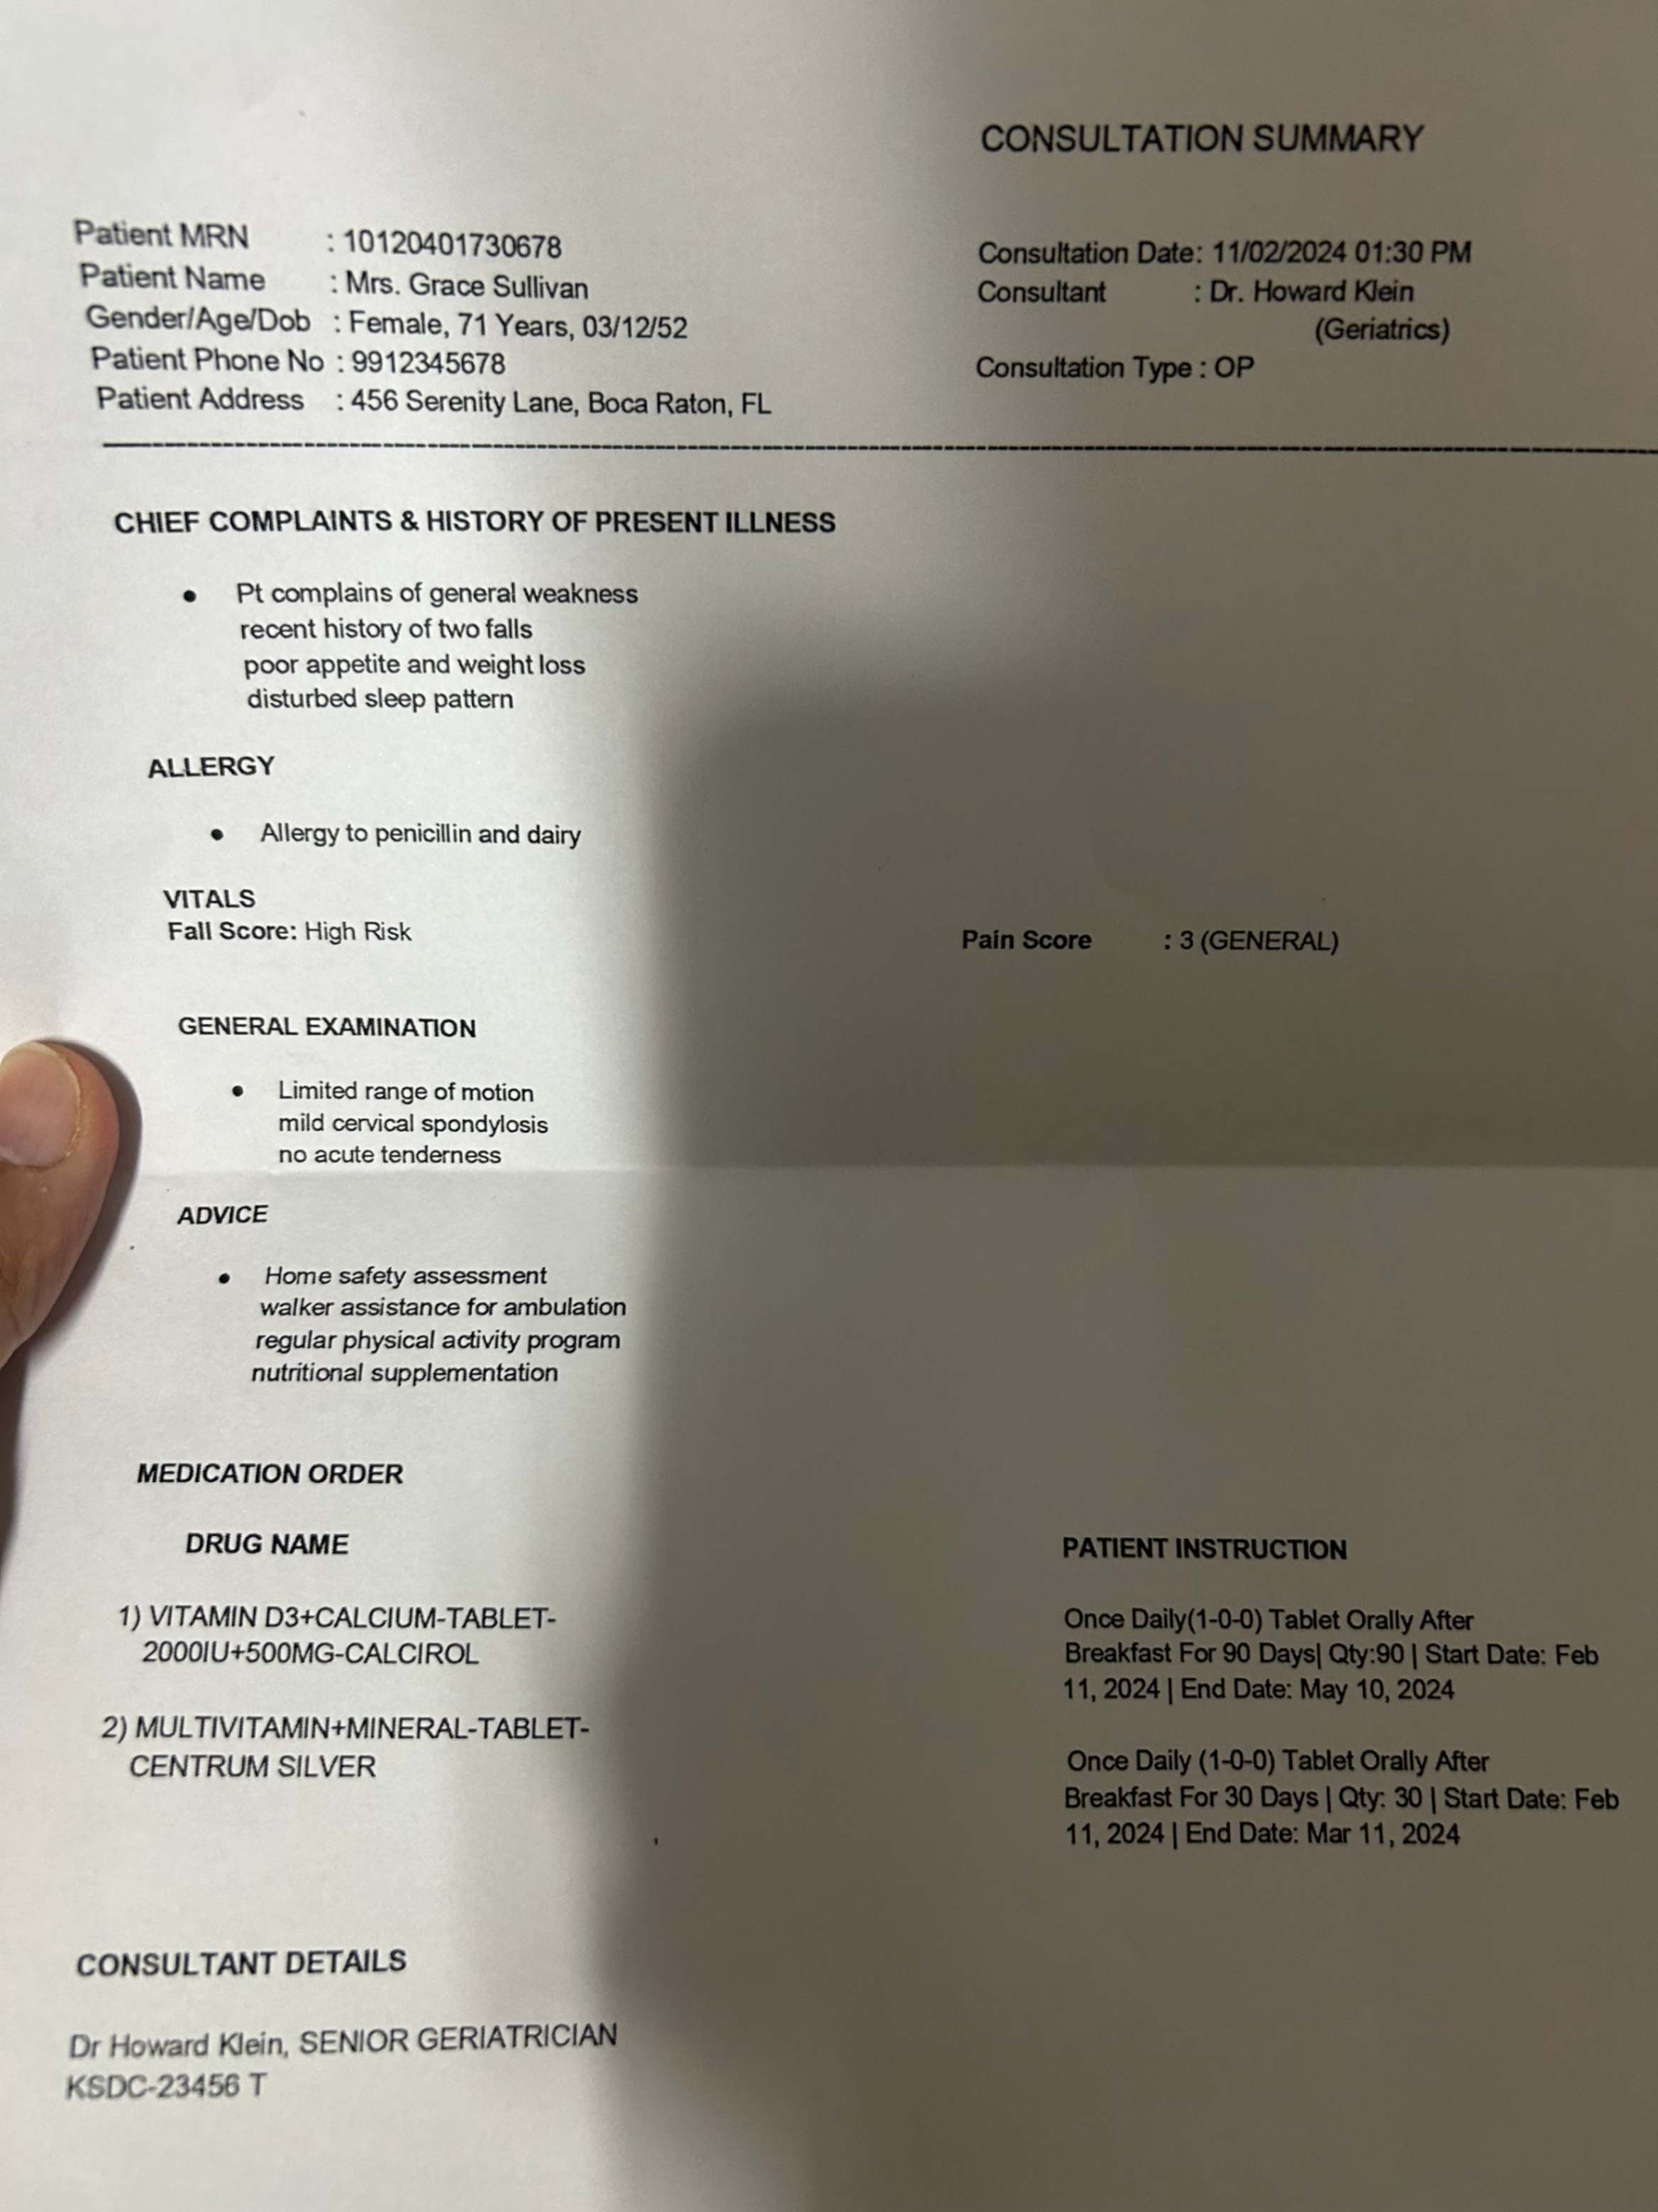 CONSULTATION SUMMARY
Patient MRN : 10120401730678
Patient Name : Mrs. Grace Sullivan
Gender/Age/Dob : Female, 71 Years, 03/12/52
Patient Phone No : 9912345678
Patient Address : 456 Serenity Lane, Boca Raton, FL
Consultation Date: 11/02/2024 01:30 PM
Consultant : Dr. Howard Klein
(Geriatrics)
Consultation Type : OP
CHIEF COMPLAINTS & HISTORY OF PRESENT ILLNESS
• Pt complains of general weakness
recent history of two falls
poor appetite and weight loss
disturbed sleep pattern
ALLERGY
• Allergy to penicillin and dairy
VITALS
Fall Score: High Risk
Pain Score : 3 (GENERAL)
GENERAL EXAMINATION
• Limited range of motion
mild cervical spondylosis
no acute tenderness
ADVICE
• Home safety assessment
walker assistance for ambulation
regular physical activity program
nutritional supplementation
MEDICATION ORDER
DRUG NAME
PATIENT INSTRUCTION
1) VITAMIN D3+CALCIUM-TABLET-
2000IU+500MG-CALCIROL
Once Daily(1-0-0) Tablet Orally After
Breakfast For 90 Days| Qty:90 | Start Date: Feb
11, 2024 | End Date: May 10, 2024
2) MULTIVITAMIN+MINERAL-TABLET-
CENTRUM SILVER
Once Daily (1-0-0) Tablet Orally After
Breakfast For 30 Days | Qty: 30 | Start Date: Feb
11, 2024 | End Date: Mar 11, 2024
CONSULTANT DETAILS
Dr Howard Klein, SENIOR GERIATRICIAN
KSDC-23456 T